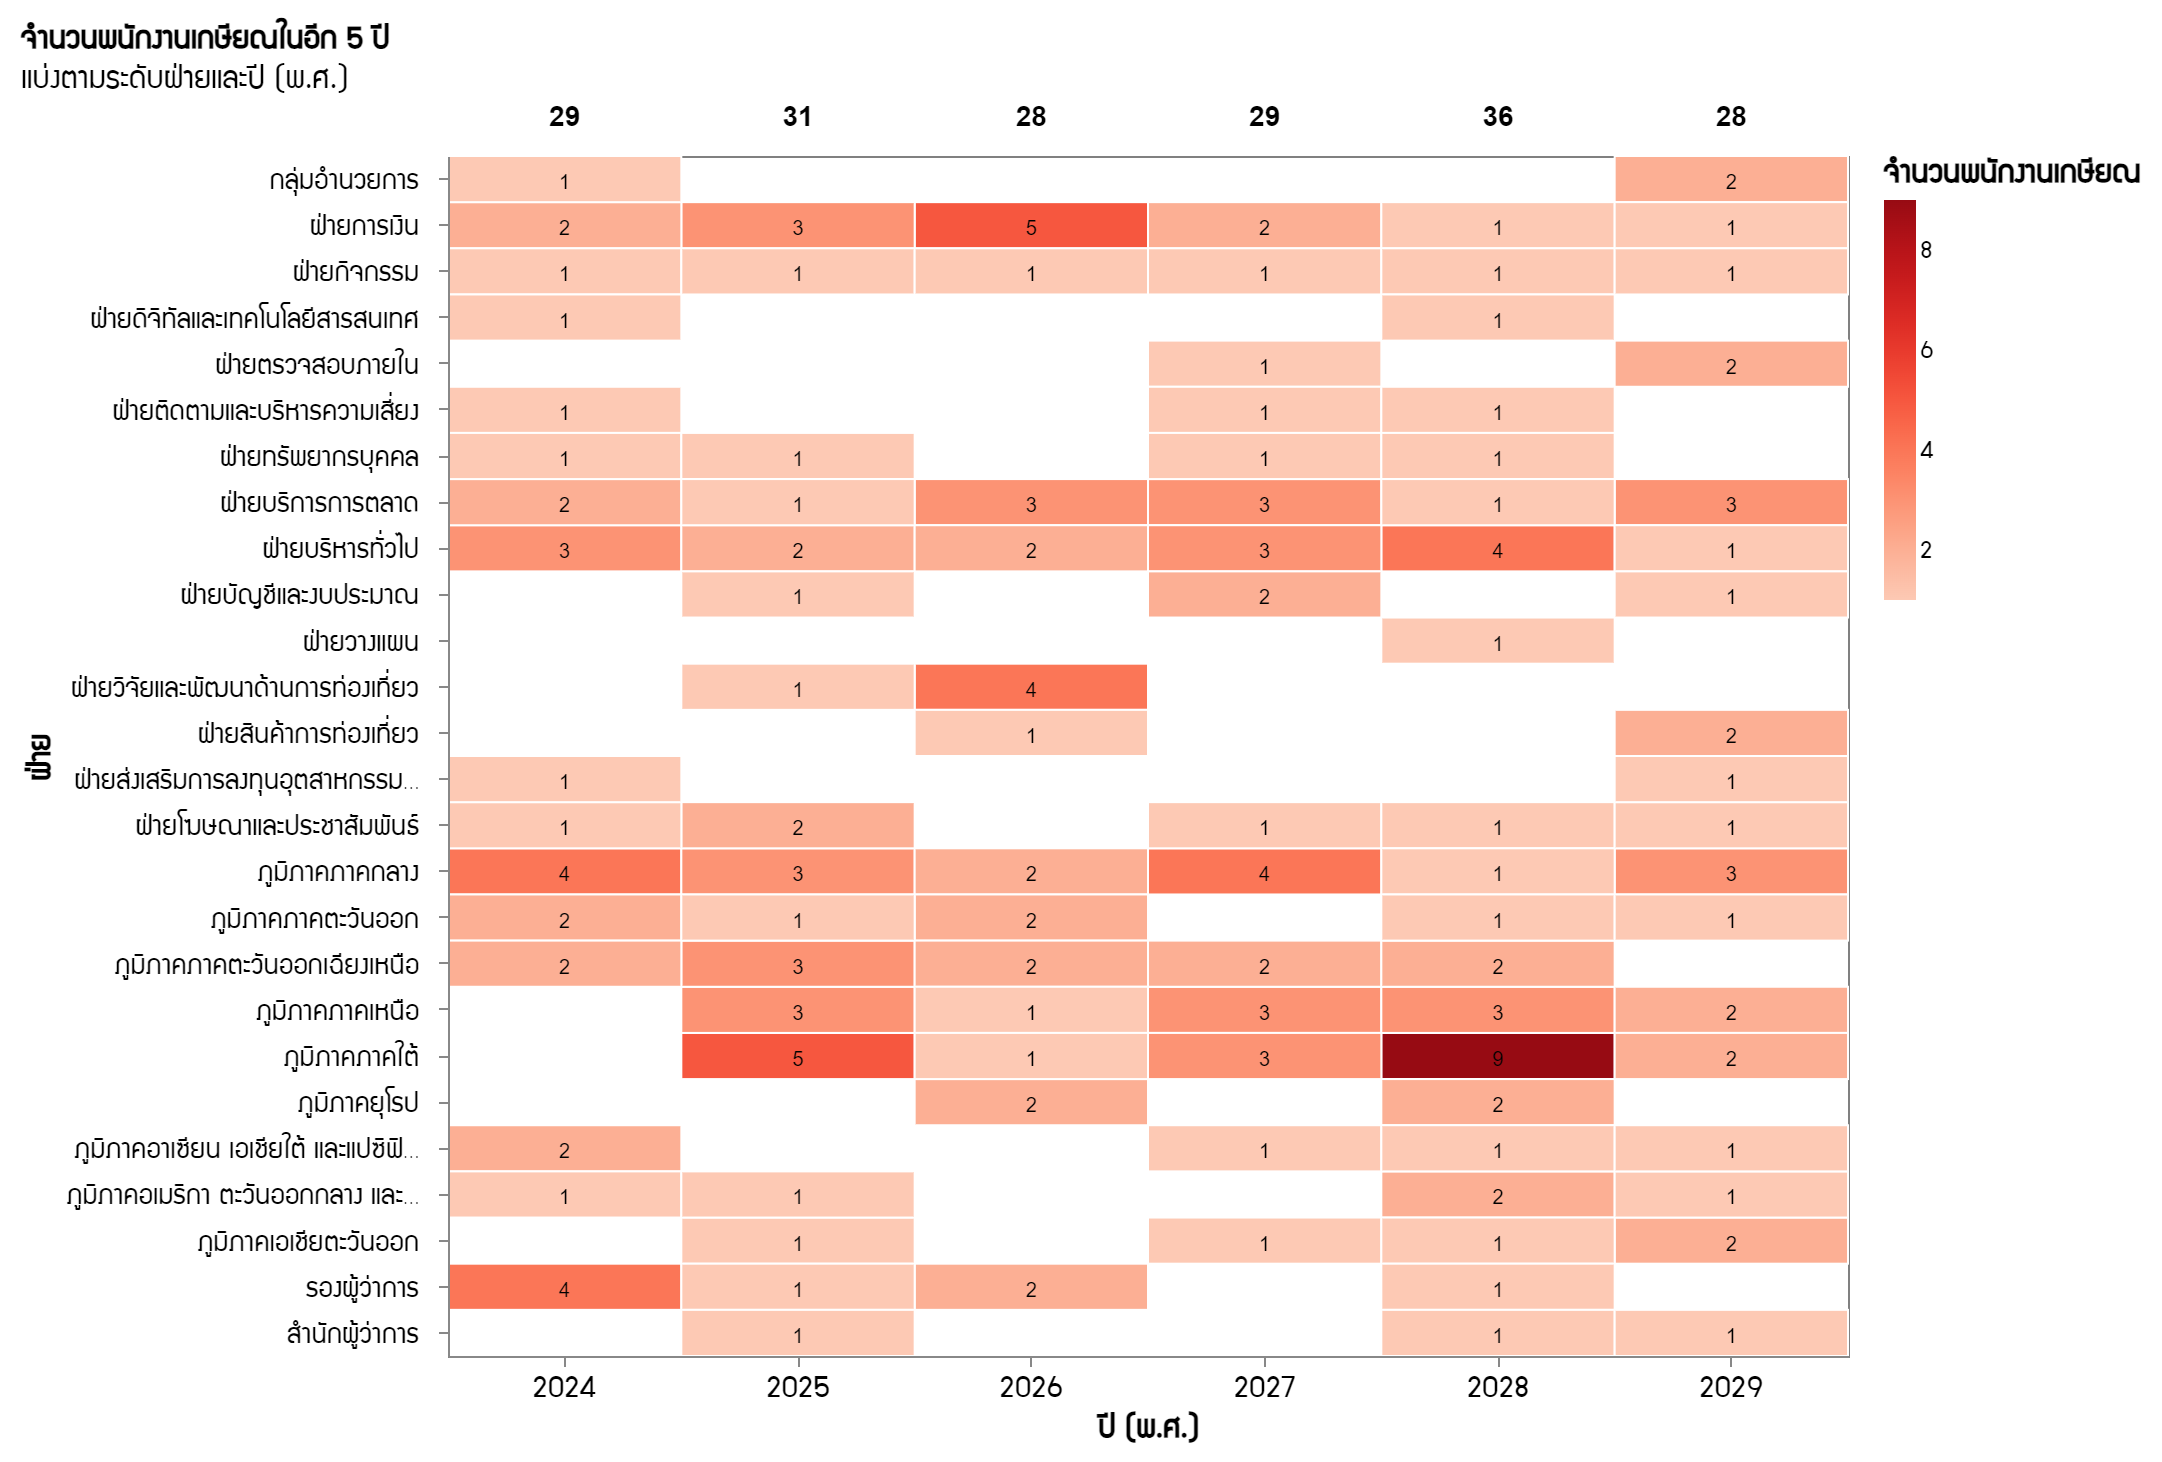 จำนวนพนักงานเกษียณในอีก 5 ปี
แบ่งตามระดับฝ่ายและปี (พ.ศ.)
29 31 28 29 36 28
จำนวนพนักงานเกษียณ
8
6
4
2
ฝ่าย
กลุ่มอำนวยการ 1 2
ฝ่ายการเงิน 2 3 5 2 1 1
ฝ่ายกิจกรรม 1 1 1 1 1 1
ฝ่ายดิจิทัลและเทคโนโลยีสารสนเทศ 1 1
ฝ่ายตรวจสอบภายใน 1 2
ฝ่ายติดตามและบริหารความเสี่ยง 1 1 1
ฝ่ายทรัพยากรบุคคล 1 1 1 1
ฝ่ายบริการการตลาด 2 1 3 3 1 3
ฝ่ายบริหารทั่วไป 3 2 2 3 4 1
ฝ่ายบัญชีและงบประมาณ 1 2 1
ฝ่ายวางแผน 1
ฝ่ายวิจัยและพัฒนาด้านการท่องเที่ยว 1 4
ฝ่ายสินค้าการท่องเที่ยว 1 2
ฝ่ายส่งเสริมการลงทุนอุตสาหกรรม... 1 1
ฝ่ายโฆษณาและประชาสัมพันธ์ 1 2 1 1 1
ภูมิภาคภาคกลาง 4 3 2 4 1 3
ภูมิภาคภาคตะวันออก 2 1 2 1 1
ภูมิภาคภาคตะวันออกเฉียงเหนือ 2 3 2 2 2
ภูมิภาคภาคเหนือ 3 1 3 3 2
ภูมิภาคภาคใต้ 5 1 3 9 2
ภูมิภาคยุโรป 2 2
ภูมิภาคอาเซียน เอเชียใต้ และแปซิฟิ... 2 1 1 1
ภูมิภาคอเมริกา ตะวันออกกลาง และ... 1 1 2 1
ภูมิภาคเอเชียตะวันออก 1 1 1 2
รองผู้ว่าการ 4 1 2 1
สำนักผู้ว่าการ 1 1 1
2024 2025 2026 2027 2028 2029
ปี (พ.ศ.)